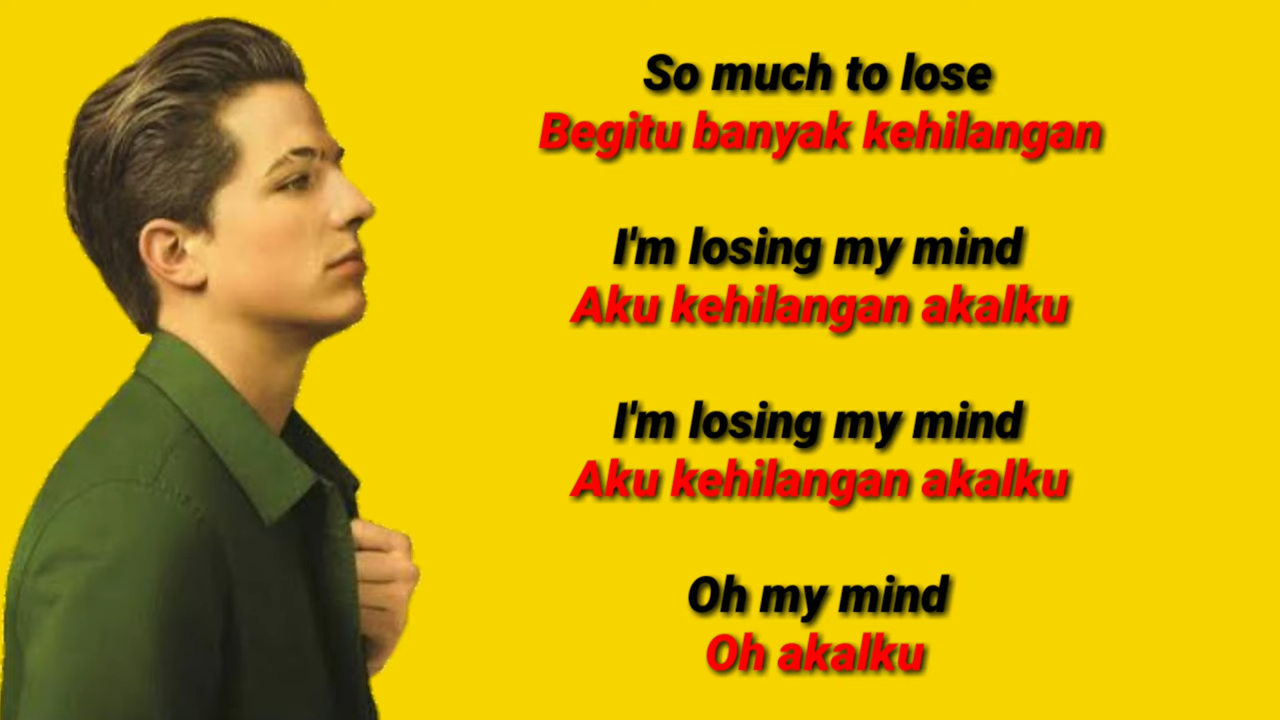 So much to lose
Begitu banyak kehilangan
I'm losing my mind
Aku kehilangan akalku
I'm losing my mind
Aku kehilangan akalku
Oh my mind
Oh akalku